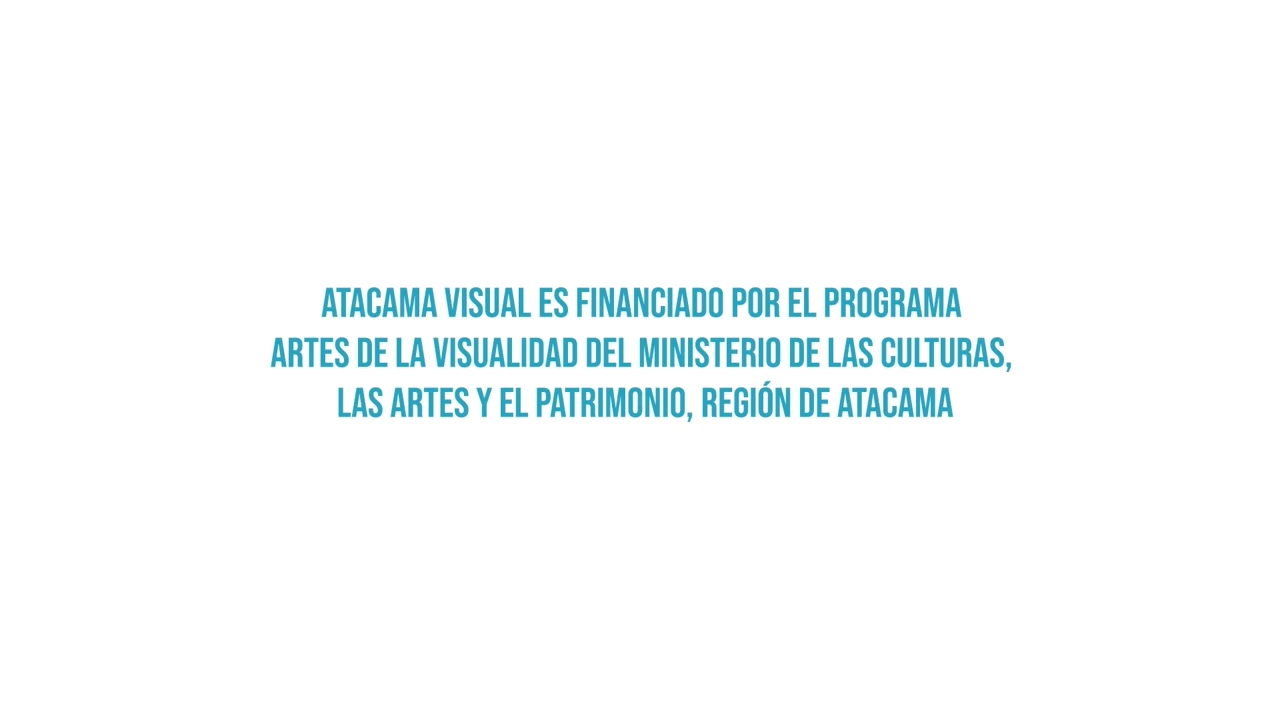 ATACAMA VISUAL ES FINANCIADO POR EL PROGRAMA
ARTES DE LA VISUALIDAD DEL MINISTERIO DE LAS CULTURAS,
LAS ARTES Y EL PATRIMONIO, REGIÓN DE ATACAMA